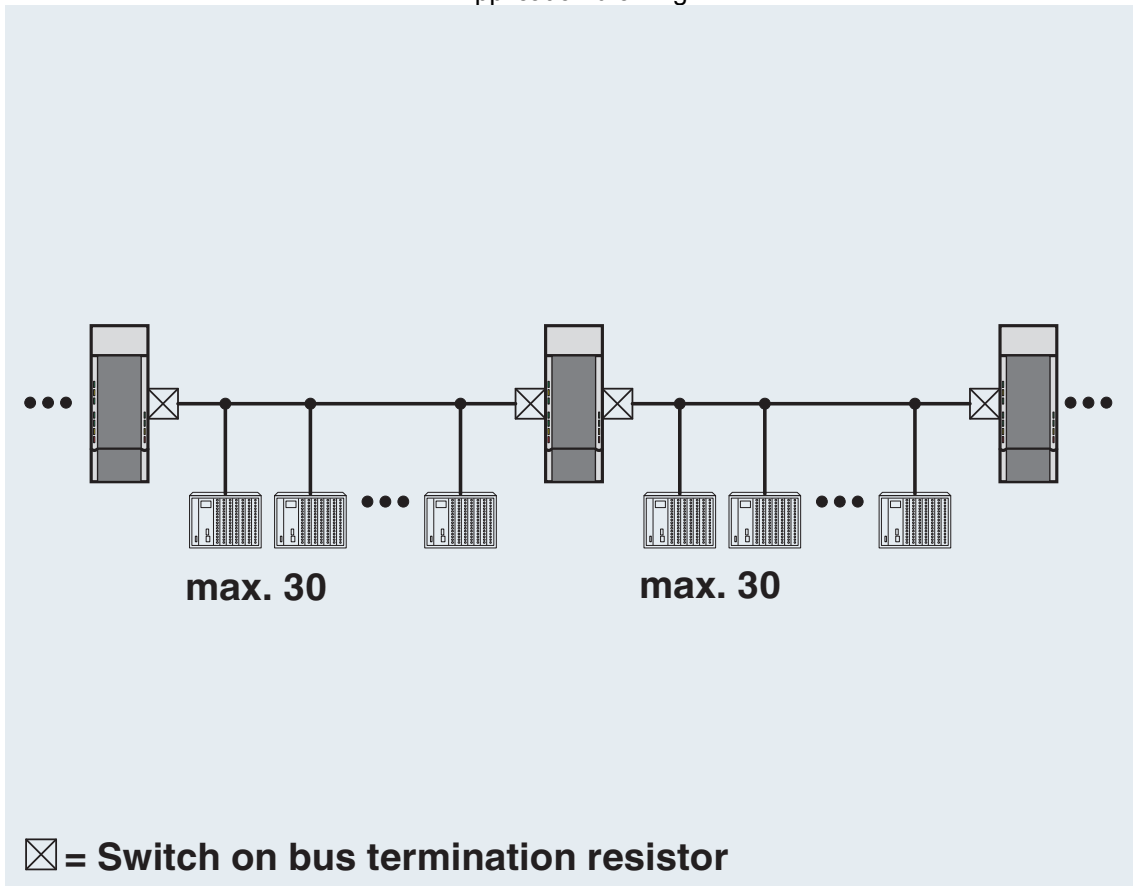 max. 30
max. 30
= Switch on bus termination resistor